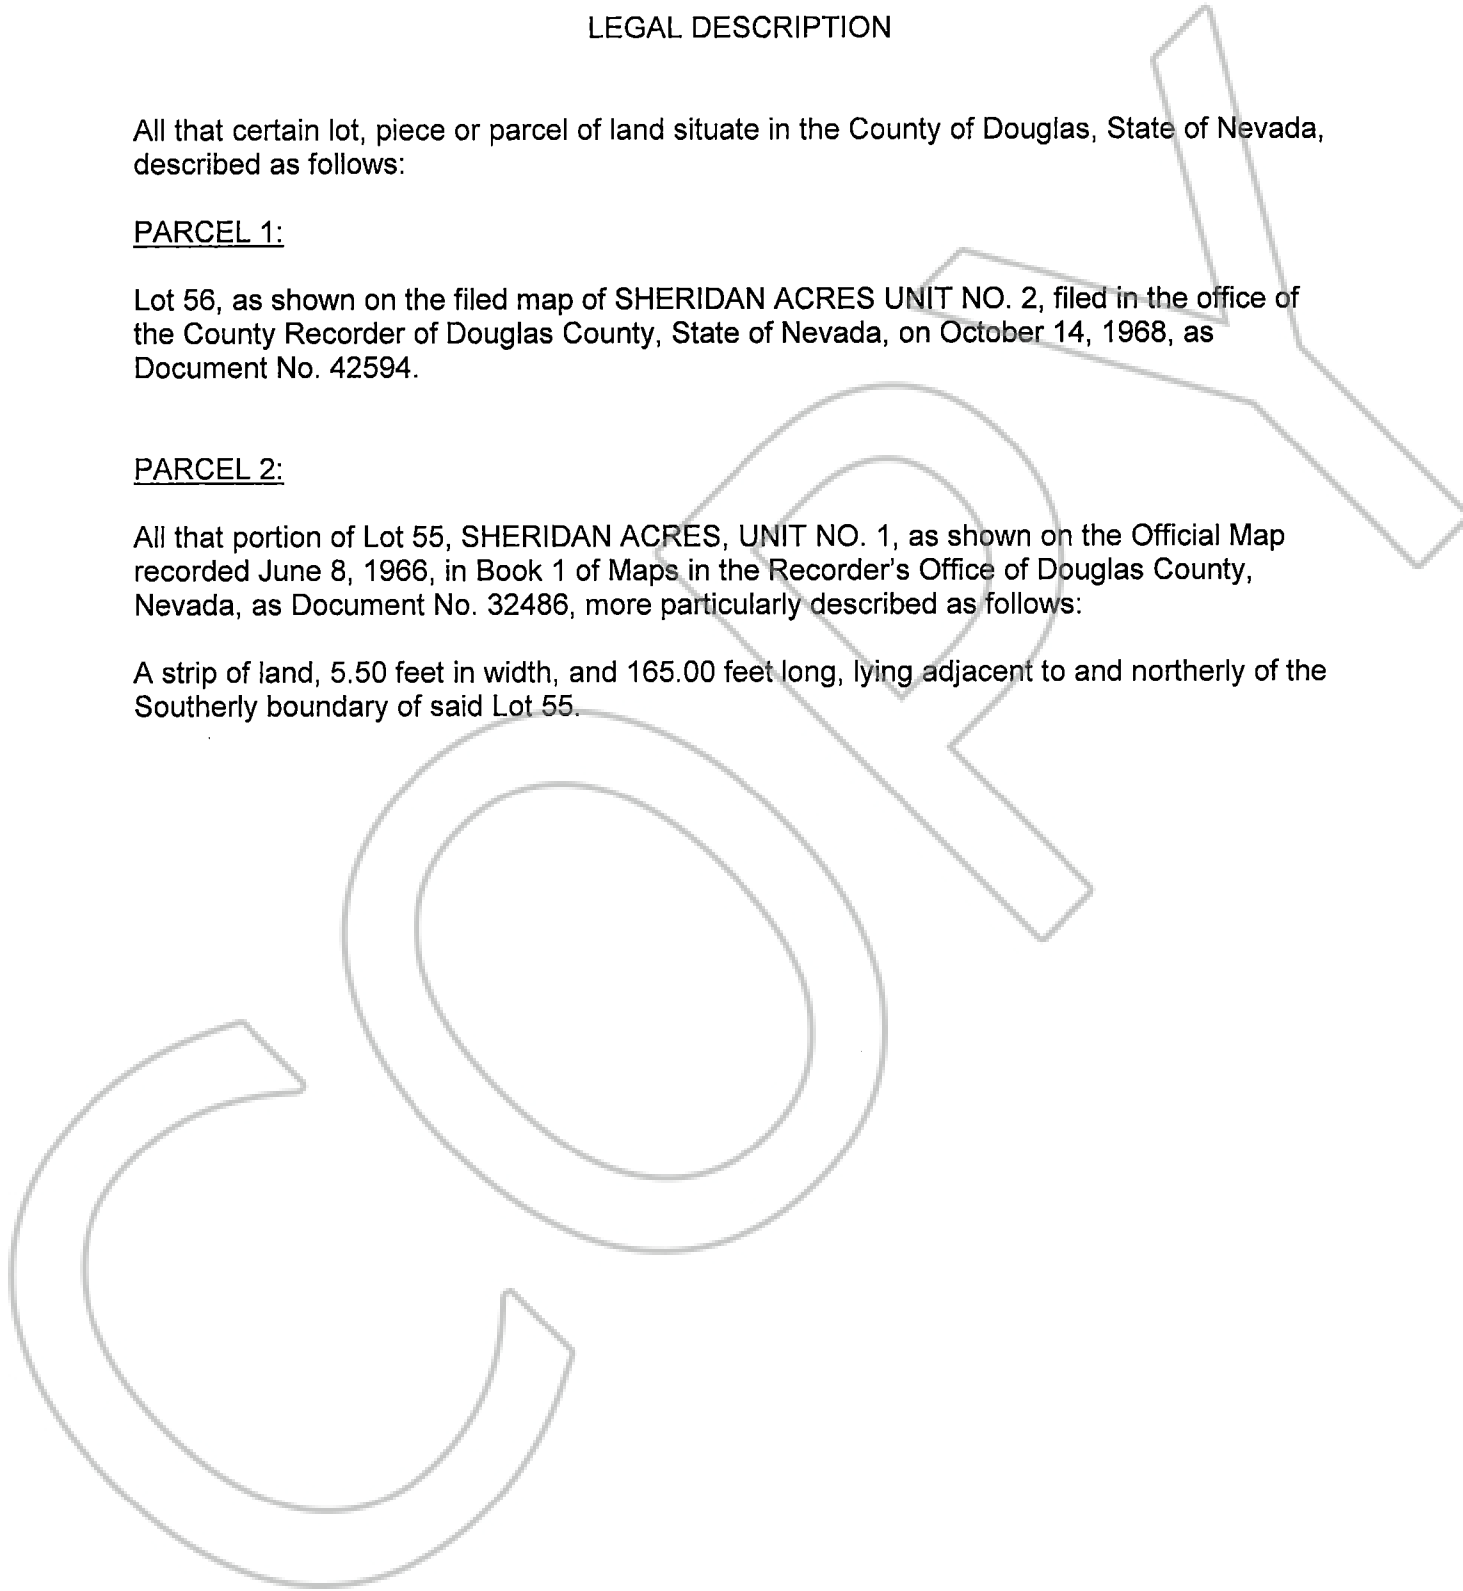 LEGAL DESCRIPTION
All that certain lot, piece or parcel of land situate in the County of Douglas, State of Nevada,
described as follows:
PARCEL 1:
Lot 56, as shown on the filed map of SHERIDAN ACRES UNIT NO. 2, filed in the office of
the County Recorder of Douglas County, State of Nevada, on October 14, 1968, as
Document No. 42594.
PARCEL 2:
All that portion of Lot 55, SHERIDAN ACRES, UNIT NO. 1, as shown on the Official Map
recorded June 8, 1966, in Book 1 of Maps in the Recorder's Office of Douglas County,
Nevada, as Document No. 32486, more particularly described as follows:
A strip of land, 5.50 feet in width, and 165.00 feet long, lying adjacent to and northerly of the
Southerly boundary of said Lot 55.
COPY